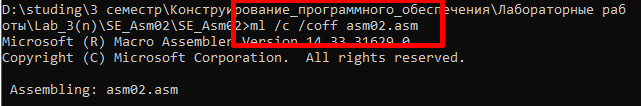 D:\studing\3 семестр\Конструирование_программного_обеспечения\Лабораторные раб
оты\Lab_3(n)\SE_Asm02\SE_Asm02>ml /c /coff asm02.asm
Microsoft (R) Macro Assembler Version 14.33.31629.0
Copyright (C) Microsoft Corporation.  All rights reserved.
Assembling: asm02.asm